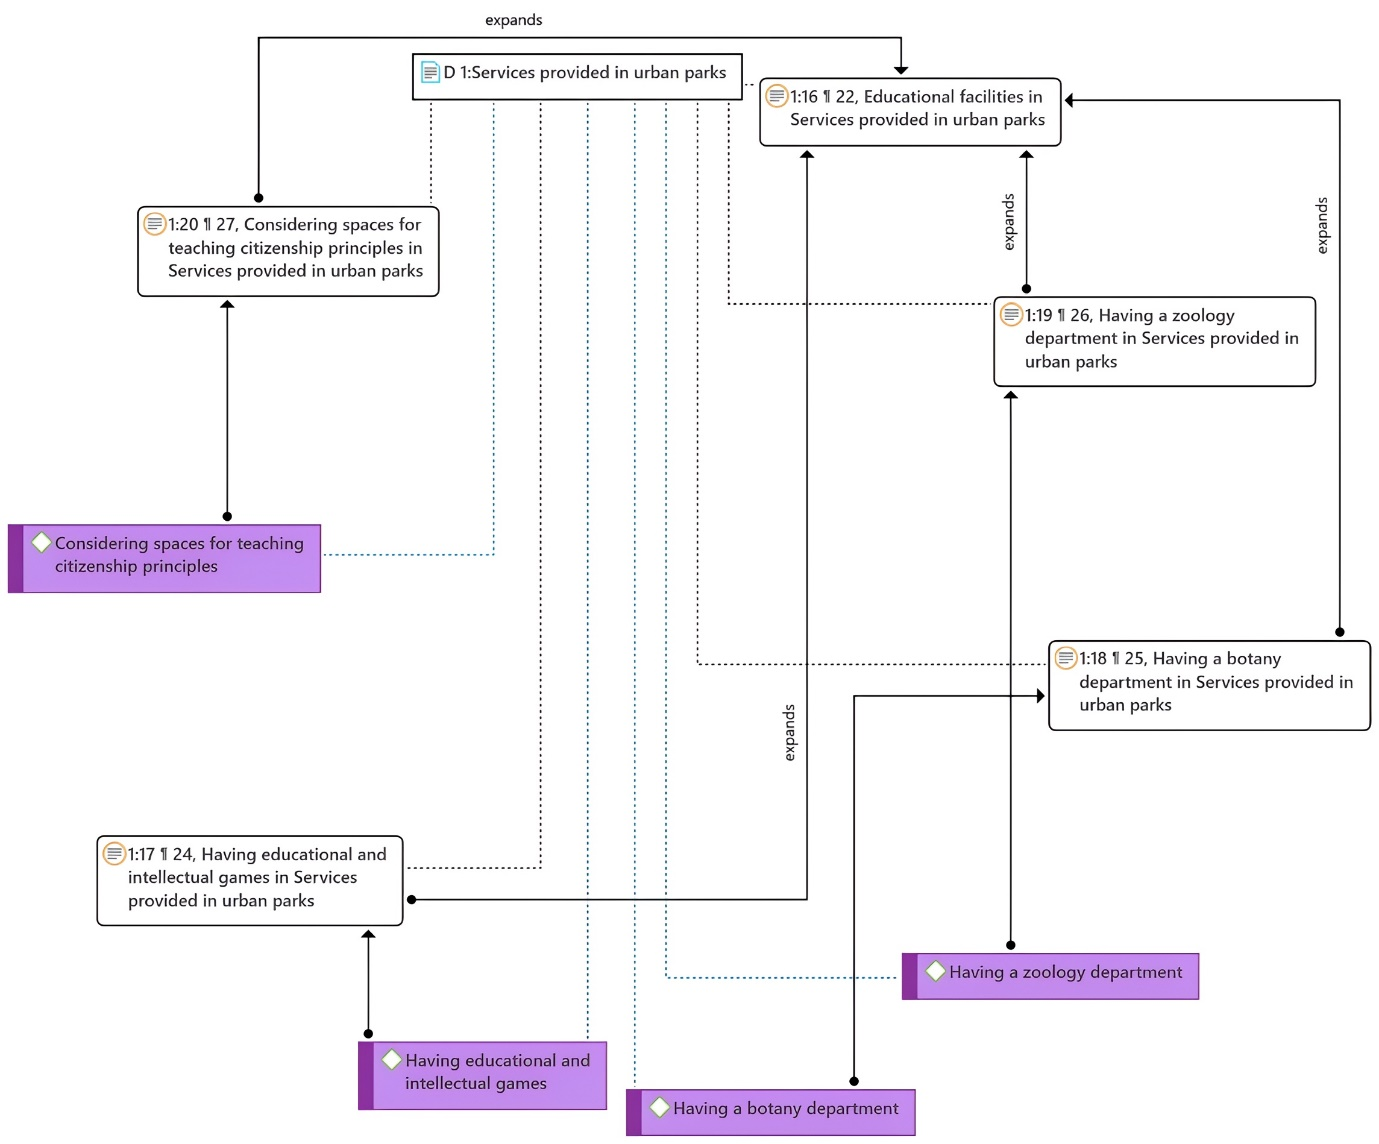 expands
D 1:Services provided in urban parks
1:16 ¶ 22, Educational facilities in
Services provided in urban parks
expands
expands
1:20 ¶ 27, Considering spaces for
teaching citizenship principles in
Services provided in urban parks
1:19 ¶ 26, Having a zoology
department in Services provided in
urban parks
Considering spaces for teaching
citizenship principles
1:18 ¶ 25, Having a botany
department in Services provided in
urban parks
expands
1:17 ¶ 24, Having educational and
intellectual games in Services
provided in urban parks
Having a zoology department
Having educational and
intellectual games
Having a botany department